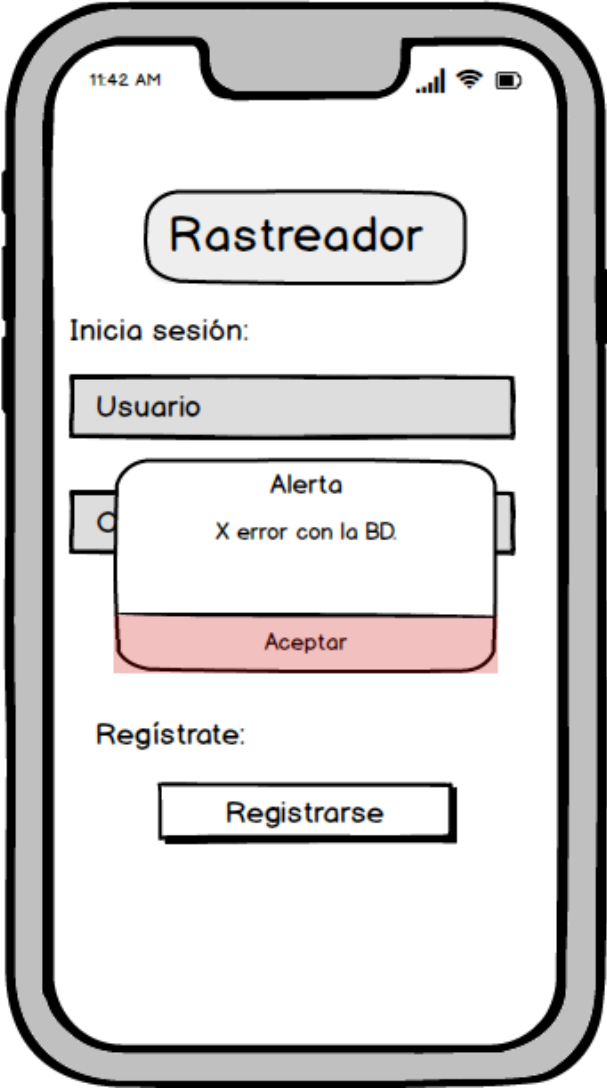 11:42 AM
Rastreador
Inicia sesión:
Usuario
Alerta
X error con la BD.
Aceptar
Regístrate:
Registrarse